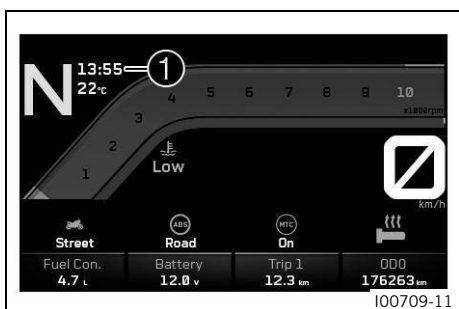 N
13:55
1
22°C
1 2 3 4 5 6 7 8 9 10
x1000rpm
Low
0
km/h
ABS
MTC
Street Road On
Fuel Con. Battery Trip 1 ODO
4.7 L 12.0 V 12.3 km 176263 km
I00709-11